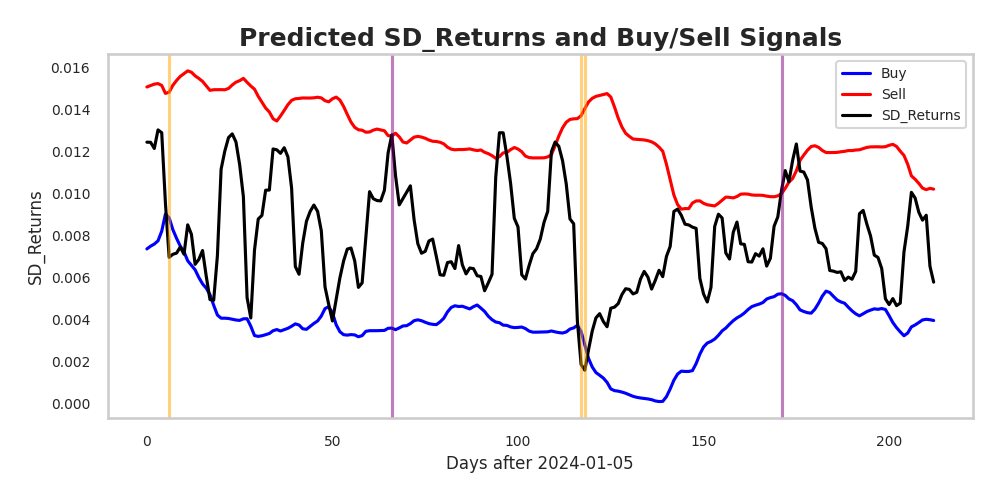 Predicted SD_Returns and Buy/Sell Signals
Buy
Sell
SD_Returns
0.016
0.014
0.012
0.010
0.008
0.006
0.004
0.002
0.000
SD_Returns
0 50 100 150 200
Days after 2024-01-05